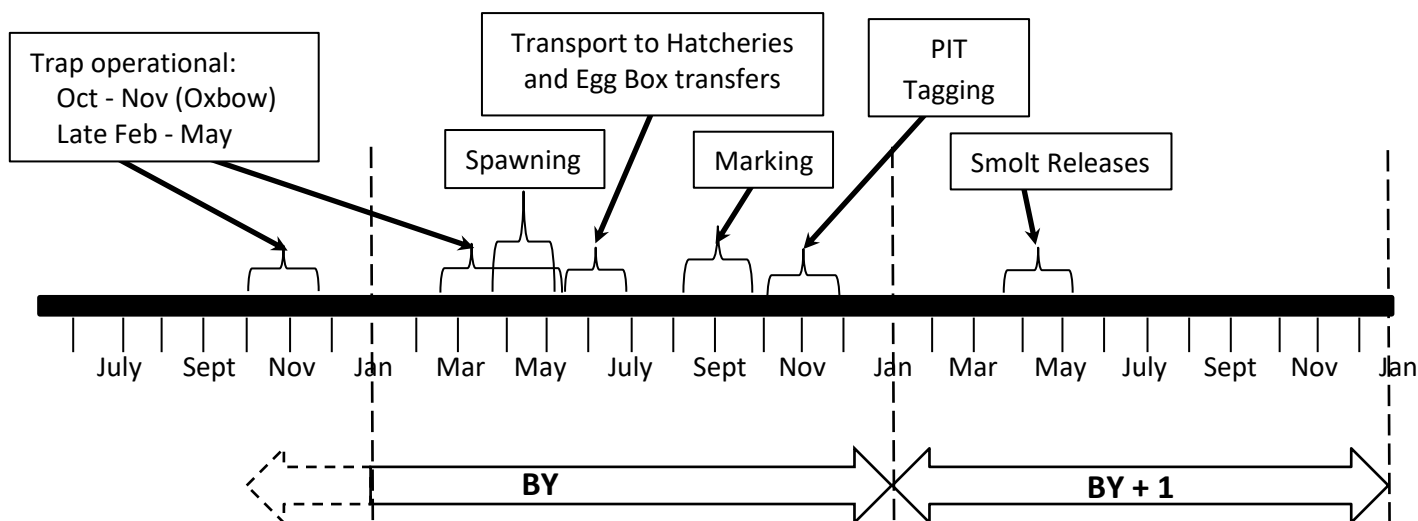 Trap operational:
Oct - Nov (Oxbow)
Late Feb - May
Transport to Hatcheries
and Egg Box transfers
PIT
Tagging
Spawning
Marking
Smolt Releases
July Sept Nov Jan Mar May July Sept Nov Jan Mar May July Sept Nov Jan
BY BY + 1